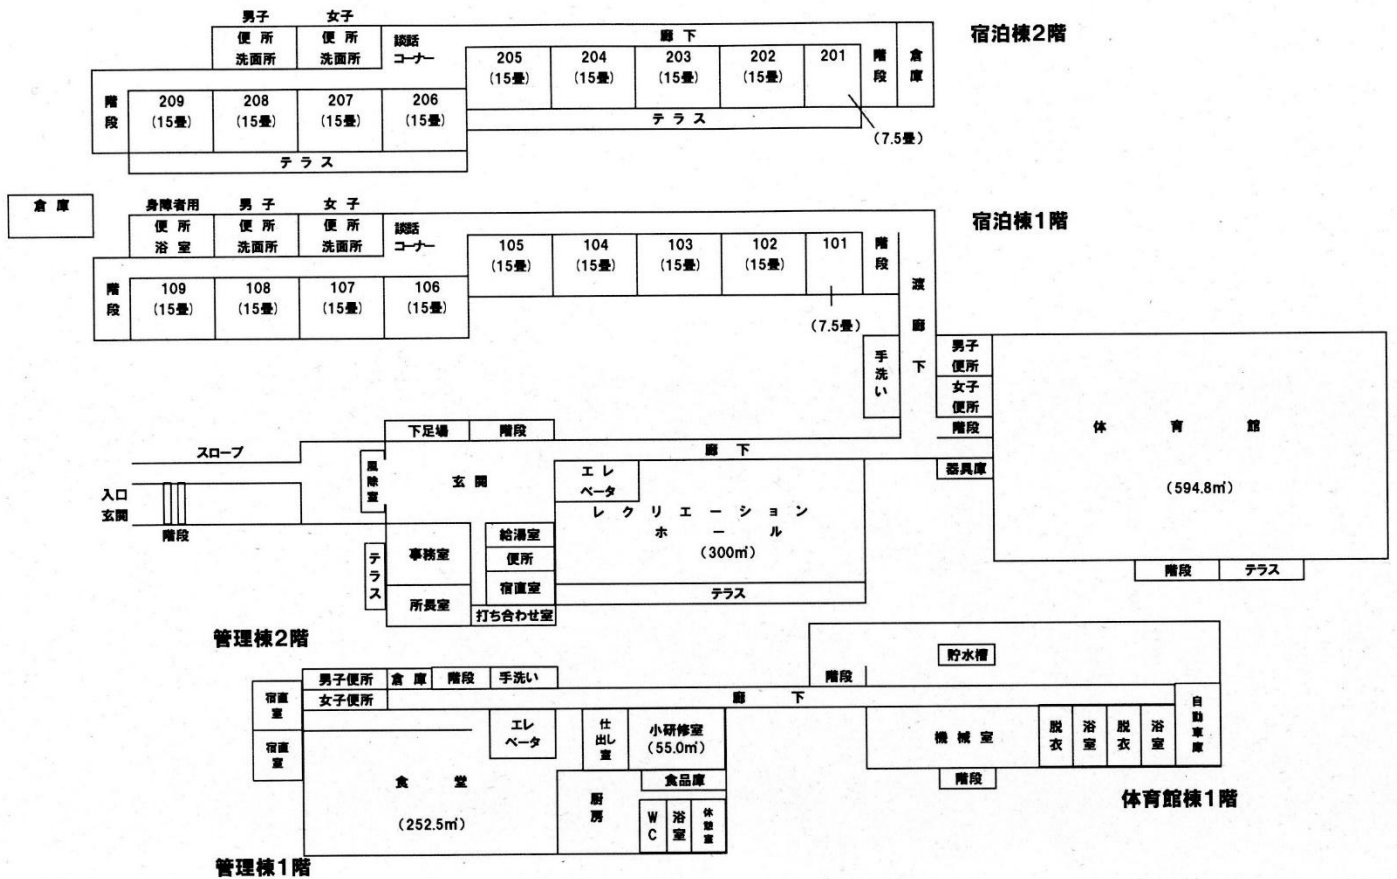 宿泊棟2階
男子
女子
便所
洗面所
便所
洗面所
談話
コーナー
廊下
205
(15畳)
204
(15畳)
203
(15畳)
202
(15畳)
201
階段
倉庫
階段
209
(15畳)
208
(15畳)
207
(15畳)
206
(15畳)
テラス
(7.5畳)
テラス
倉庫
宿泊棟1階
身障者用
便所
浴室
男子
便所
洗面所
女子
便所
洗面所
談話
コーナー
105
(15畳)
104
(15畳)
103
(15畳)
102
(15畳)
101
階段
渡廊下
階段
109
(15畳)
108
(15畳)
107
(15畳)
106
(15畳)
(7.5畳)
手洗い
男子
便所
女子
便所
階段
器具庫
体育館
(594.8㎡)
階段
テラス
下足場
階段
廊下
スロープ
風除室
玄関
エレ
ベータ
入口
玄関
階段
レクリエーション
ホール
(300㎡)
テラス
事務室
給湯室
便所
宿直室
所長室
打ち合わせ室
テラス
管理棟2階
貯水槽
階段
宿直室
宿直室
男子便所
女子便所
倉庫
階段
手洗い
廊下
エレ
ベータ
仕出し室
小研修室
(55.0㎡)
機械室
脱衣
浴室
脱衣
浴室
自動車庫
食堂
(252.5㎡)
厨房
食品庫
WC
浴室
休憩室
階段
体育館棟1階
管理棟1階